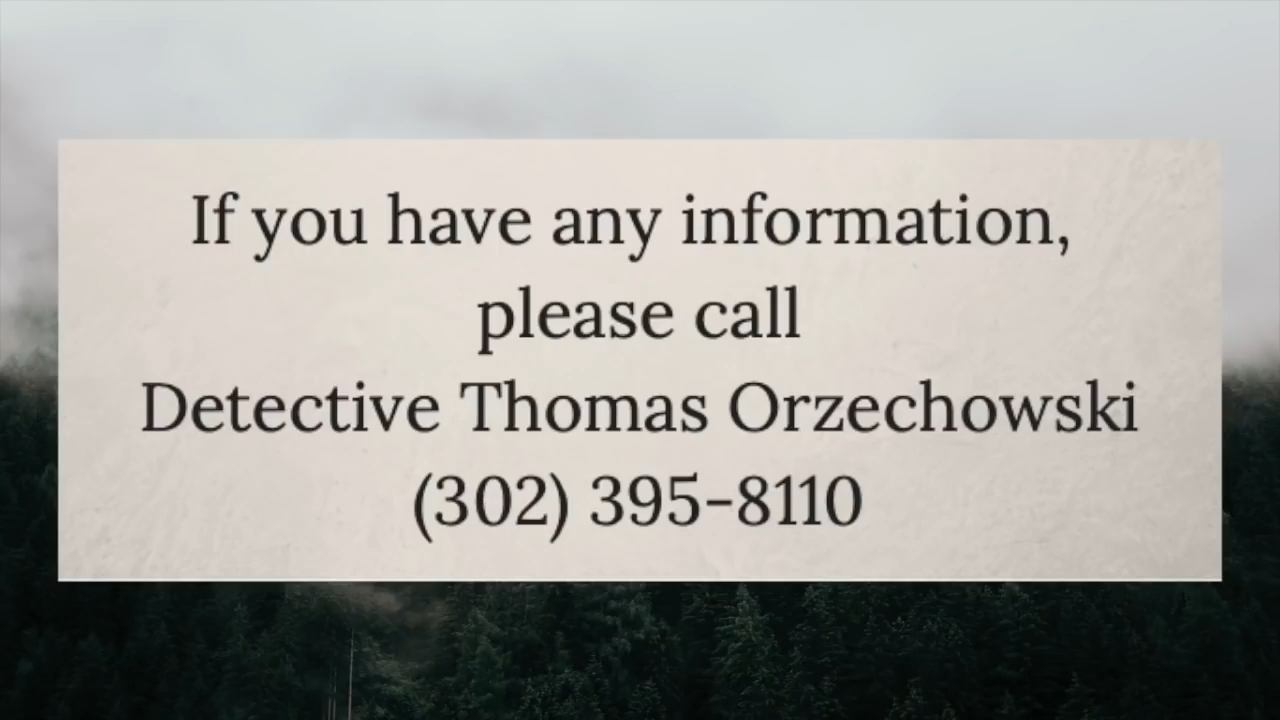 If you have any information,
please call
Detective Thomas Orzechowski
(302) 395-8110